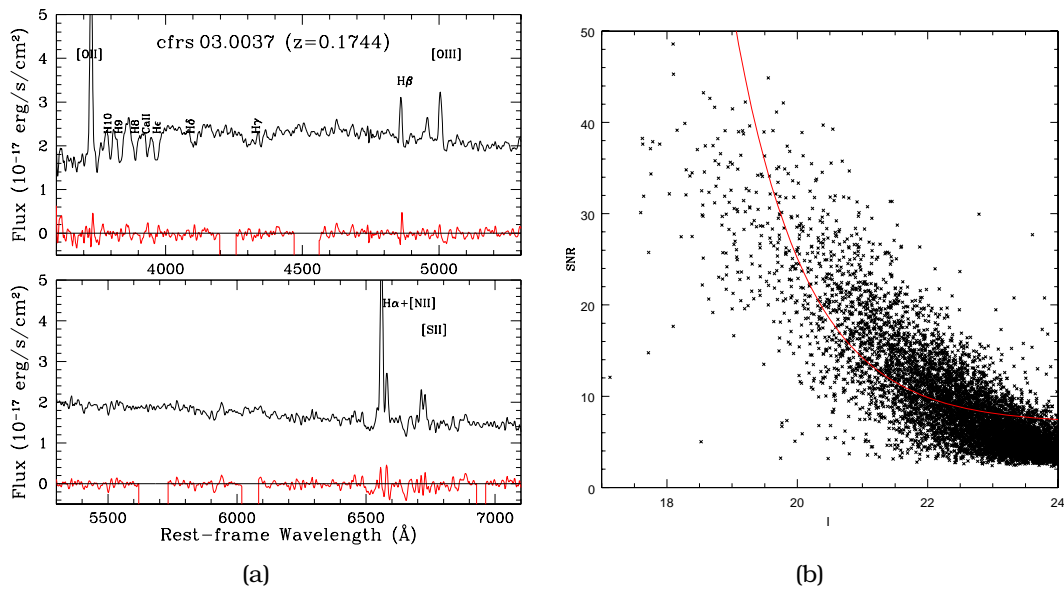 5
4
3
2
1
0
Flux (10⁻¹⁷ erg/s/cm²)
cfrs 03.0037 (z=0.1744)
[OII]
H10
H9
H8
CaII
Hε
Hδ
Hγ
Hβ
[OIII]
4000
4500
5000
5
4
3
2
1
0
Flux (10⁻¹⁷ erg/s/cm²)
Hα+[NII]
[SII]
5500
6000
6500
7000
Rest-frame Wavelength (Å)
(a)
50
40
30
20
10
0
SNR
18
20
22
24
I
(b)